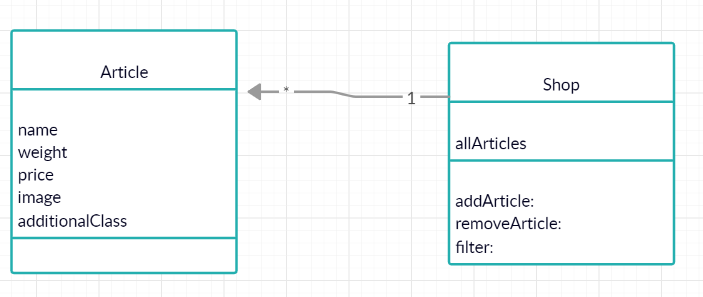 Article
name
weight
price
image
additionalClass
*
1
Shop
allArticles
addArticle:
removeArticle:
filter: